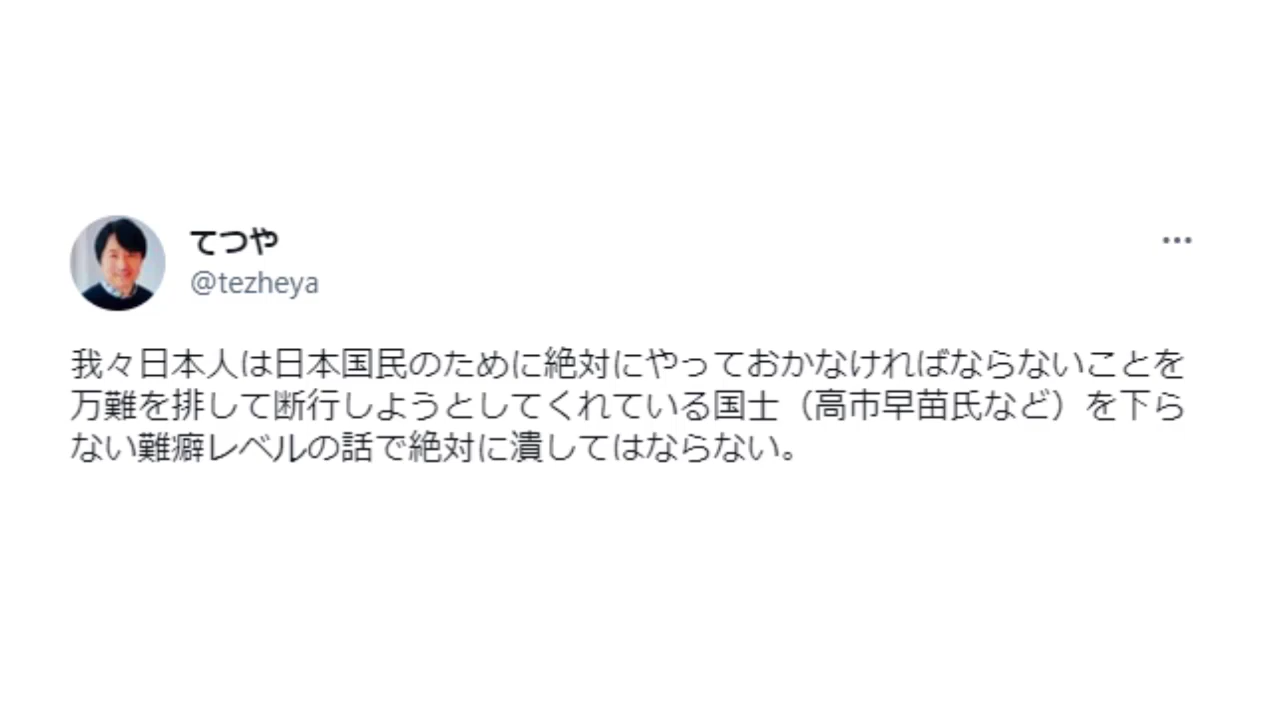 てつや
@tezheya
我々日本人は日本国民のために絶対にやっておかなければならないことを
万難を排して断行しようとしてくれている国士（高市早苗氏など）を下ら
ない難癖レベルの話で絶対に潰してはならない。